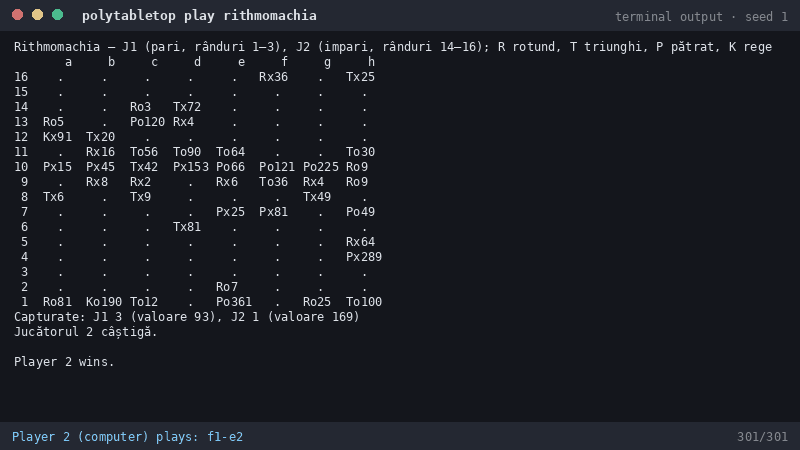 polytabletop play rithmomachia
terminal output · seed 1
Rithmomachia — J1 (pari, rânduri 1–3), J2 (impari, rânduri 14–16); R rotund, T triunghi, P pătrat, K rege
a b c d e f g h
16 . . . . . Rx36 . Tx25
15 . . . . . . . .
14 . . Ro3 Tx72 . . . .
13 Ro5 . Po120 Rx4 . . . .
12 Kx91 Tx20 . . . . . .
11 . Rx16 To56 To90 To64 . . To30
10 Px15 Px45 Tx42 Px153 Po66 Po121 Po225 Ro9
9 . Rx8 Rx2 . Rx6 To36 Rx4 Ro9
8 Tx6 . Tx9 . . . Tx49 .
7 . . . . Px25 Px81 . Po49
6 . . . Tx81 . . . .
5 . . . . . . . Rx64
4 . . . . . . . Px289
3 . . . . . . . .
2 . . . . Ro7 . . .
1 Ro81 Ko190 To12 . Po361 . Ro25 To100
Capturate: J1 3 (valoare 93), J2 1 (valoare 169)
Jucătorul 2 câștigă.
Player 2 wins.
Player 2 (computer) plays: f1-e2
301/301